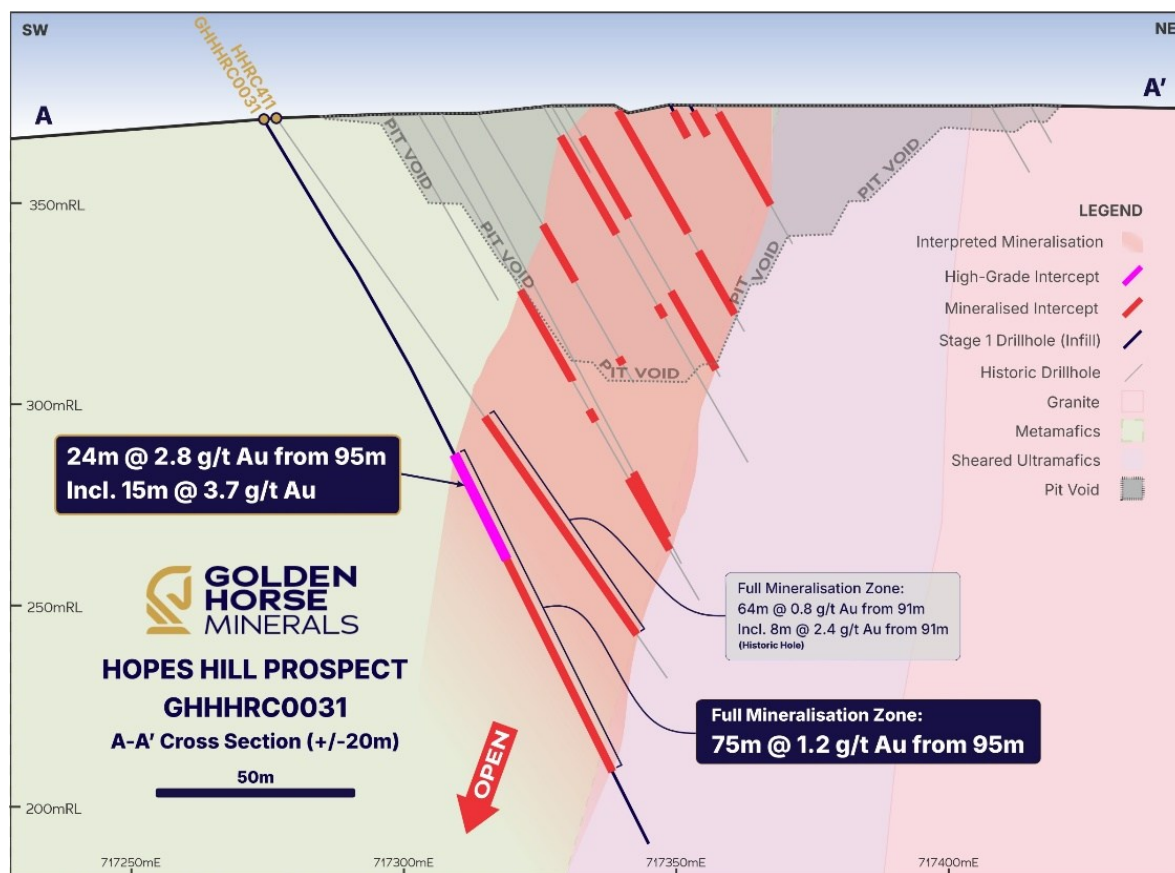 SW
NE
A
A'
HHRC411
GHHHRC0031
PIT VOID
PIT VOID
PIT VOID
PIT VOID
PIT VOID
350mRL
300mRL
250mRL
200mRL
LEGEND
Interpreted Mineralisation
High-Grade Intercept
Mineralised Intercept
Stage 1 Drillhole (Infill)
Historic Drillhole
Granite
Metamafics
Sheared Ultramafics
Pit Void
24m @ 2.8 g/t Au from 95m
Incl. 15m @ 3.7 g/t Au
GOLDEN
HORSE
MINERALS
HOPES HILL PROSPECT
GHHHRC0031
A-A' Cross Section (+/-20m)
50m
OPEN
Full Mineralisation Zone:
64m @ 0.8 g/t Au from 91m
Incl. 8m @ 2.4 g/t Au from 91m
(Historic Hole)
Full Mineralisation Zone:
75m @ 1.2 g/t Au from 95m
717250mE
717300mE
717350mE
717400mE